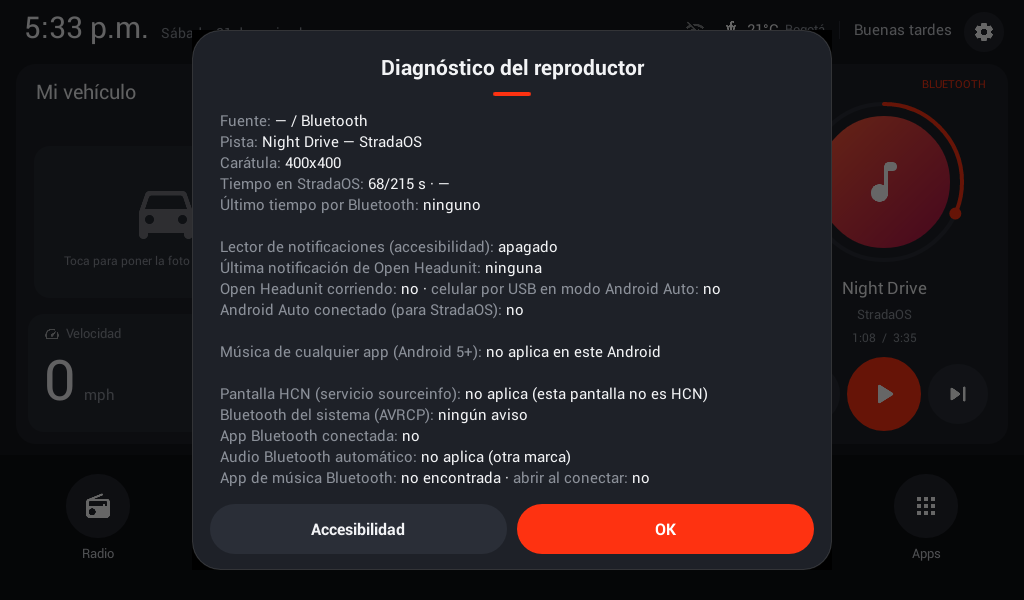 5:33 p.m.
21°C Bogotá
Buenas tardes
Mi vehículo
BLUETOOTH
Diagnóstico del reproductor
Fuente: — / Bluetooth
Pista: Night Drive — StradaOS
Carátula: 400x400
Tiempo en StradaOS: 68/215 s · —
Último tiempo por Bluetooth: ninguno
Lector de notificaciones (accesibilidad): apagado
Última notificación de Open Headunit: ninguna
Open Headunit corriendo: no · celular por USB en modo Android Auto: no
Android Auto conectado (para StradaOS): no
Música de cualquier app (Android 5+): no aplica en este Android
Pantalla HCN (servicio sourceinfo): no aplica (esta pantalla no es HCN)
Bluetooth del sistema (AVRCP): ningún aviso
App Bluetooth conectada: no
Audio Bluetooth automático: no aplica (otra marca)
App de música Bluetooth: no encontrada · abrir al conectar: no
Accesibilidad
OK
Toca para poner la foto
Velocidad
0 mph
Night Drive
StradaOS
1:08 / 3:35
Radio
Apps